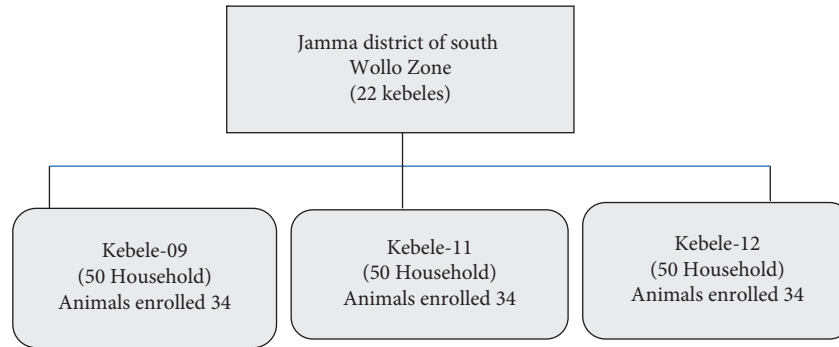 Jamma district of south
Wollo Zone
(22 kebeles)
Kebele-09
(50 Household)
Animals enrolled 34
Kebele-11
(50 Household)
Animals enrolled 34
Kebele-12
(50 Household)
Animals enrolled 34